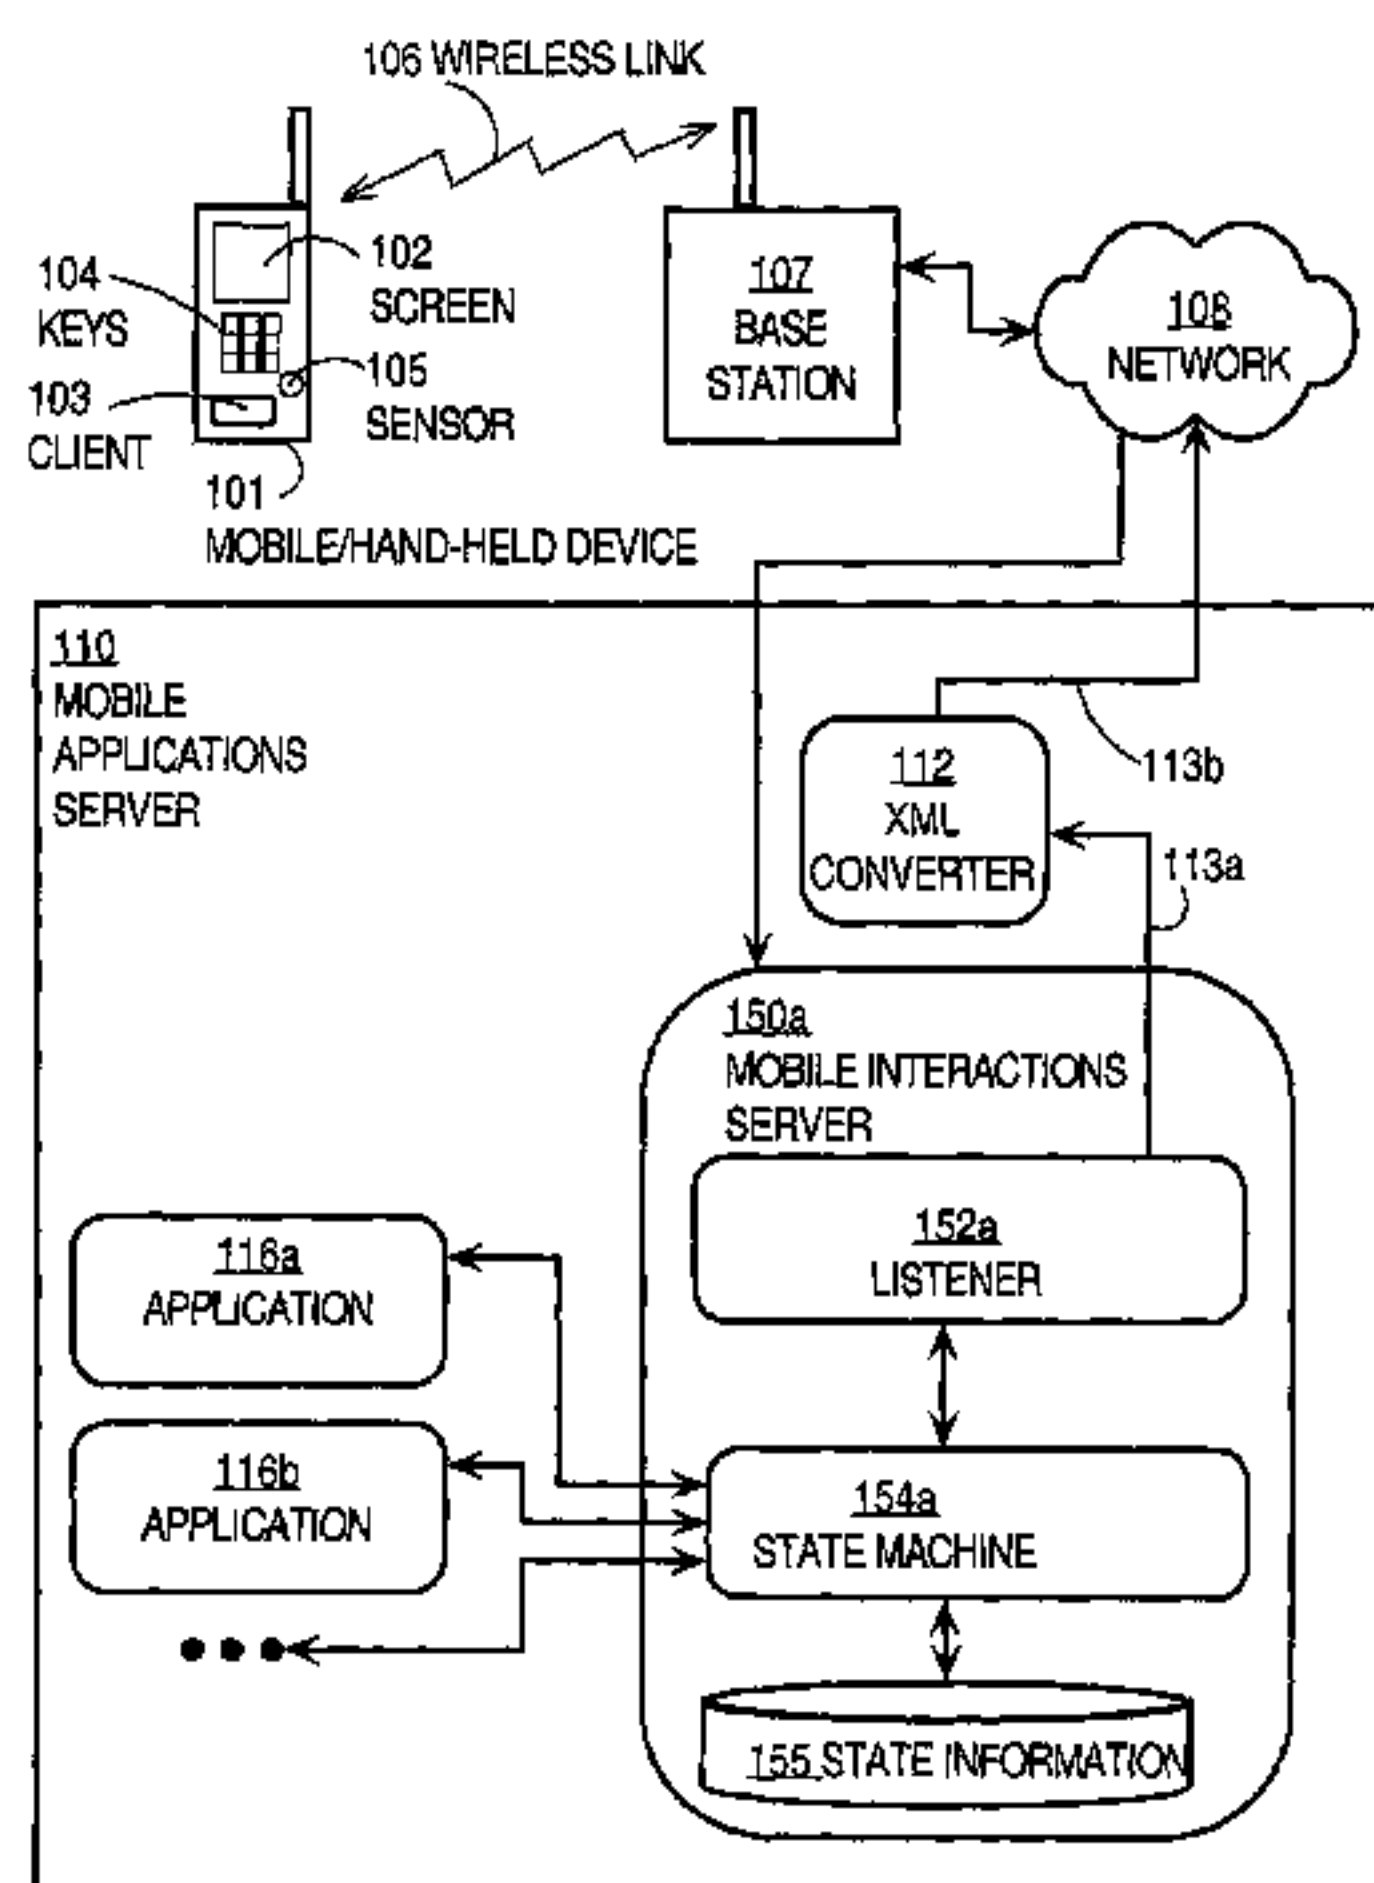 106 WIRELESS LINK
102
SCREEN
104
KEYS
105
SENSOR
103
CLIENT
101
MOBILE/HAND-HELD DEVICE
107
BASE
STATION
108
NETWORK
110
MOBILE
APPLICATIONS
SERVER
112
XML
CONVERTER
113b
113a
150a
MOBILE INTERACTIONS
SERVER
152a
LISTENER
116a
APPLICATION
116b
APPLICATION
154a
STATE MACHINE
155 STATE INFORMATION